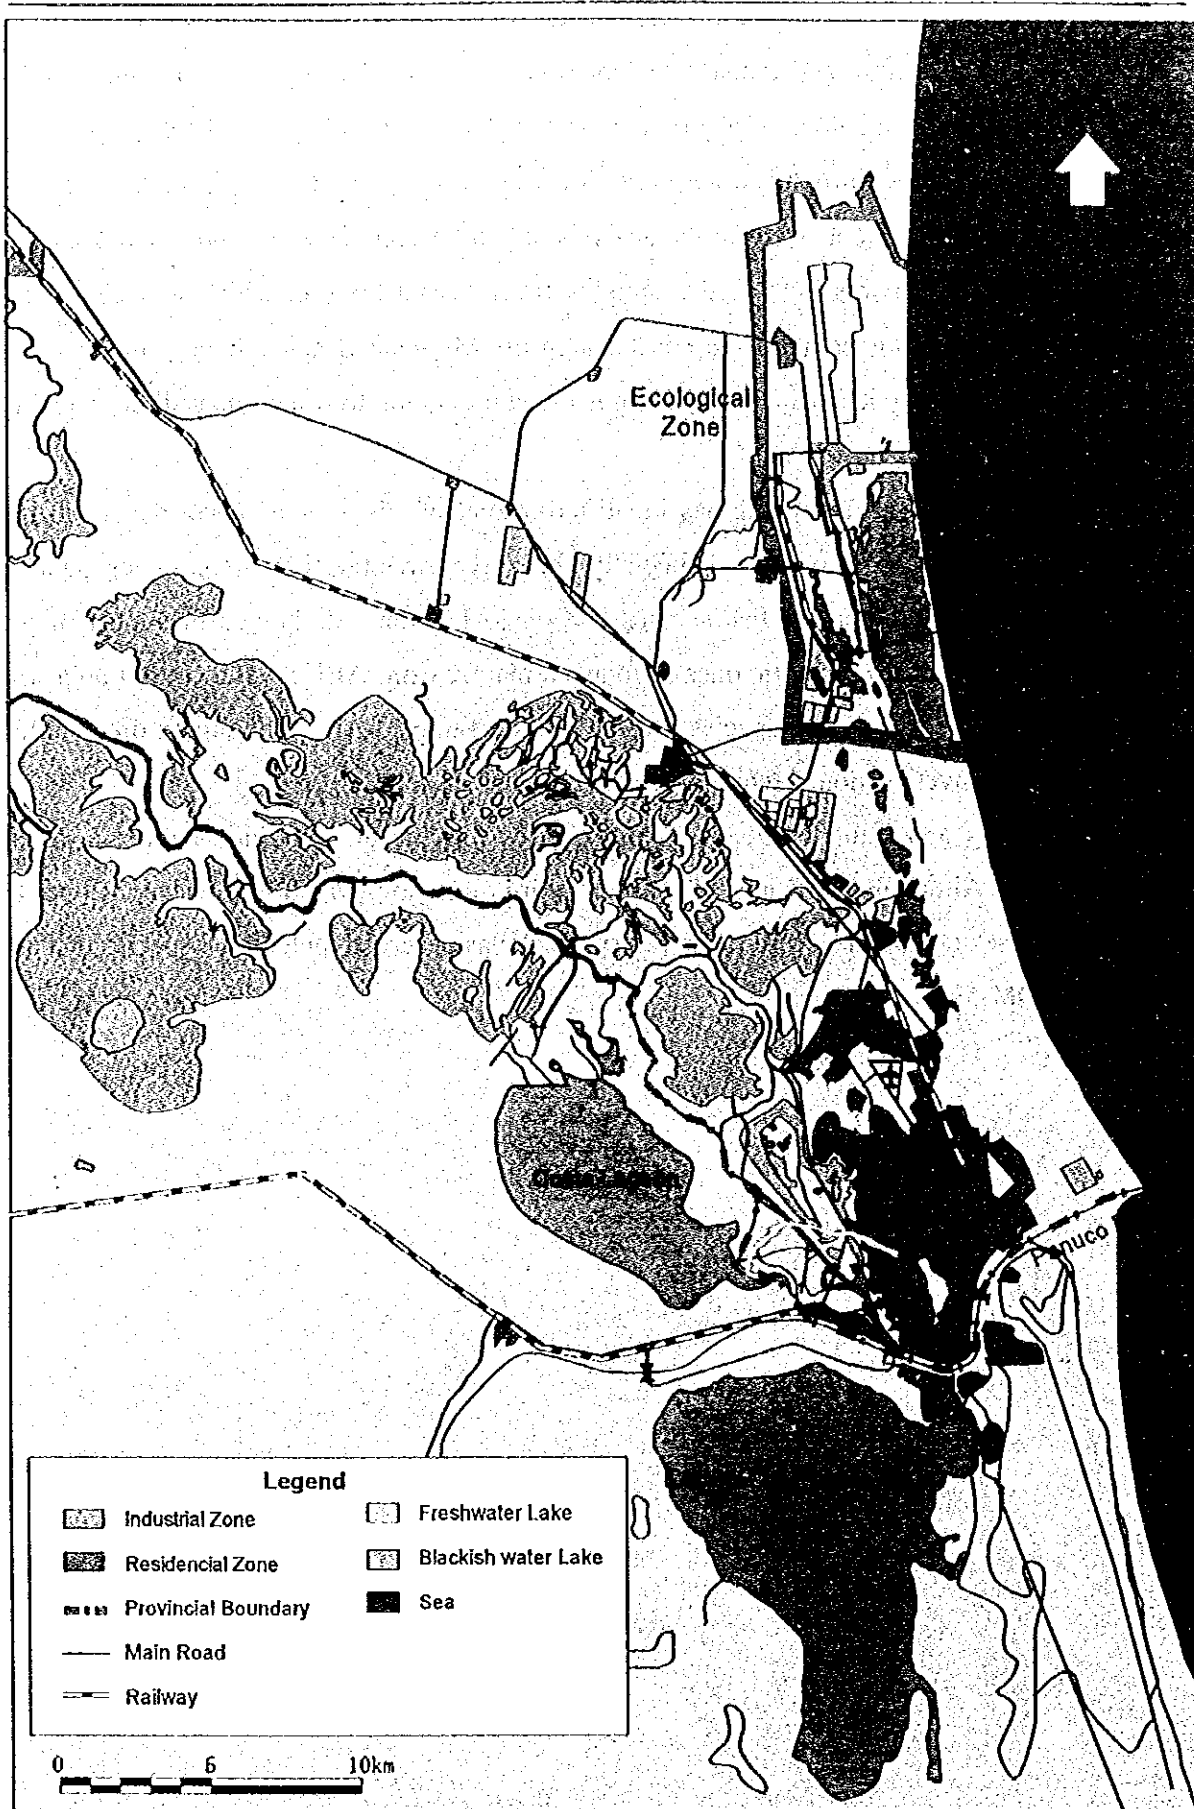 Ecological
Zone
Panuco
Legend
Industrial Zone
Residencial Zone
Provincial Boundary
Main Road
Railway
Freshwater Lake
Blackish water Lake
Sea
0 6 10km